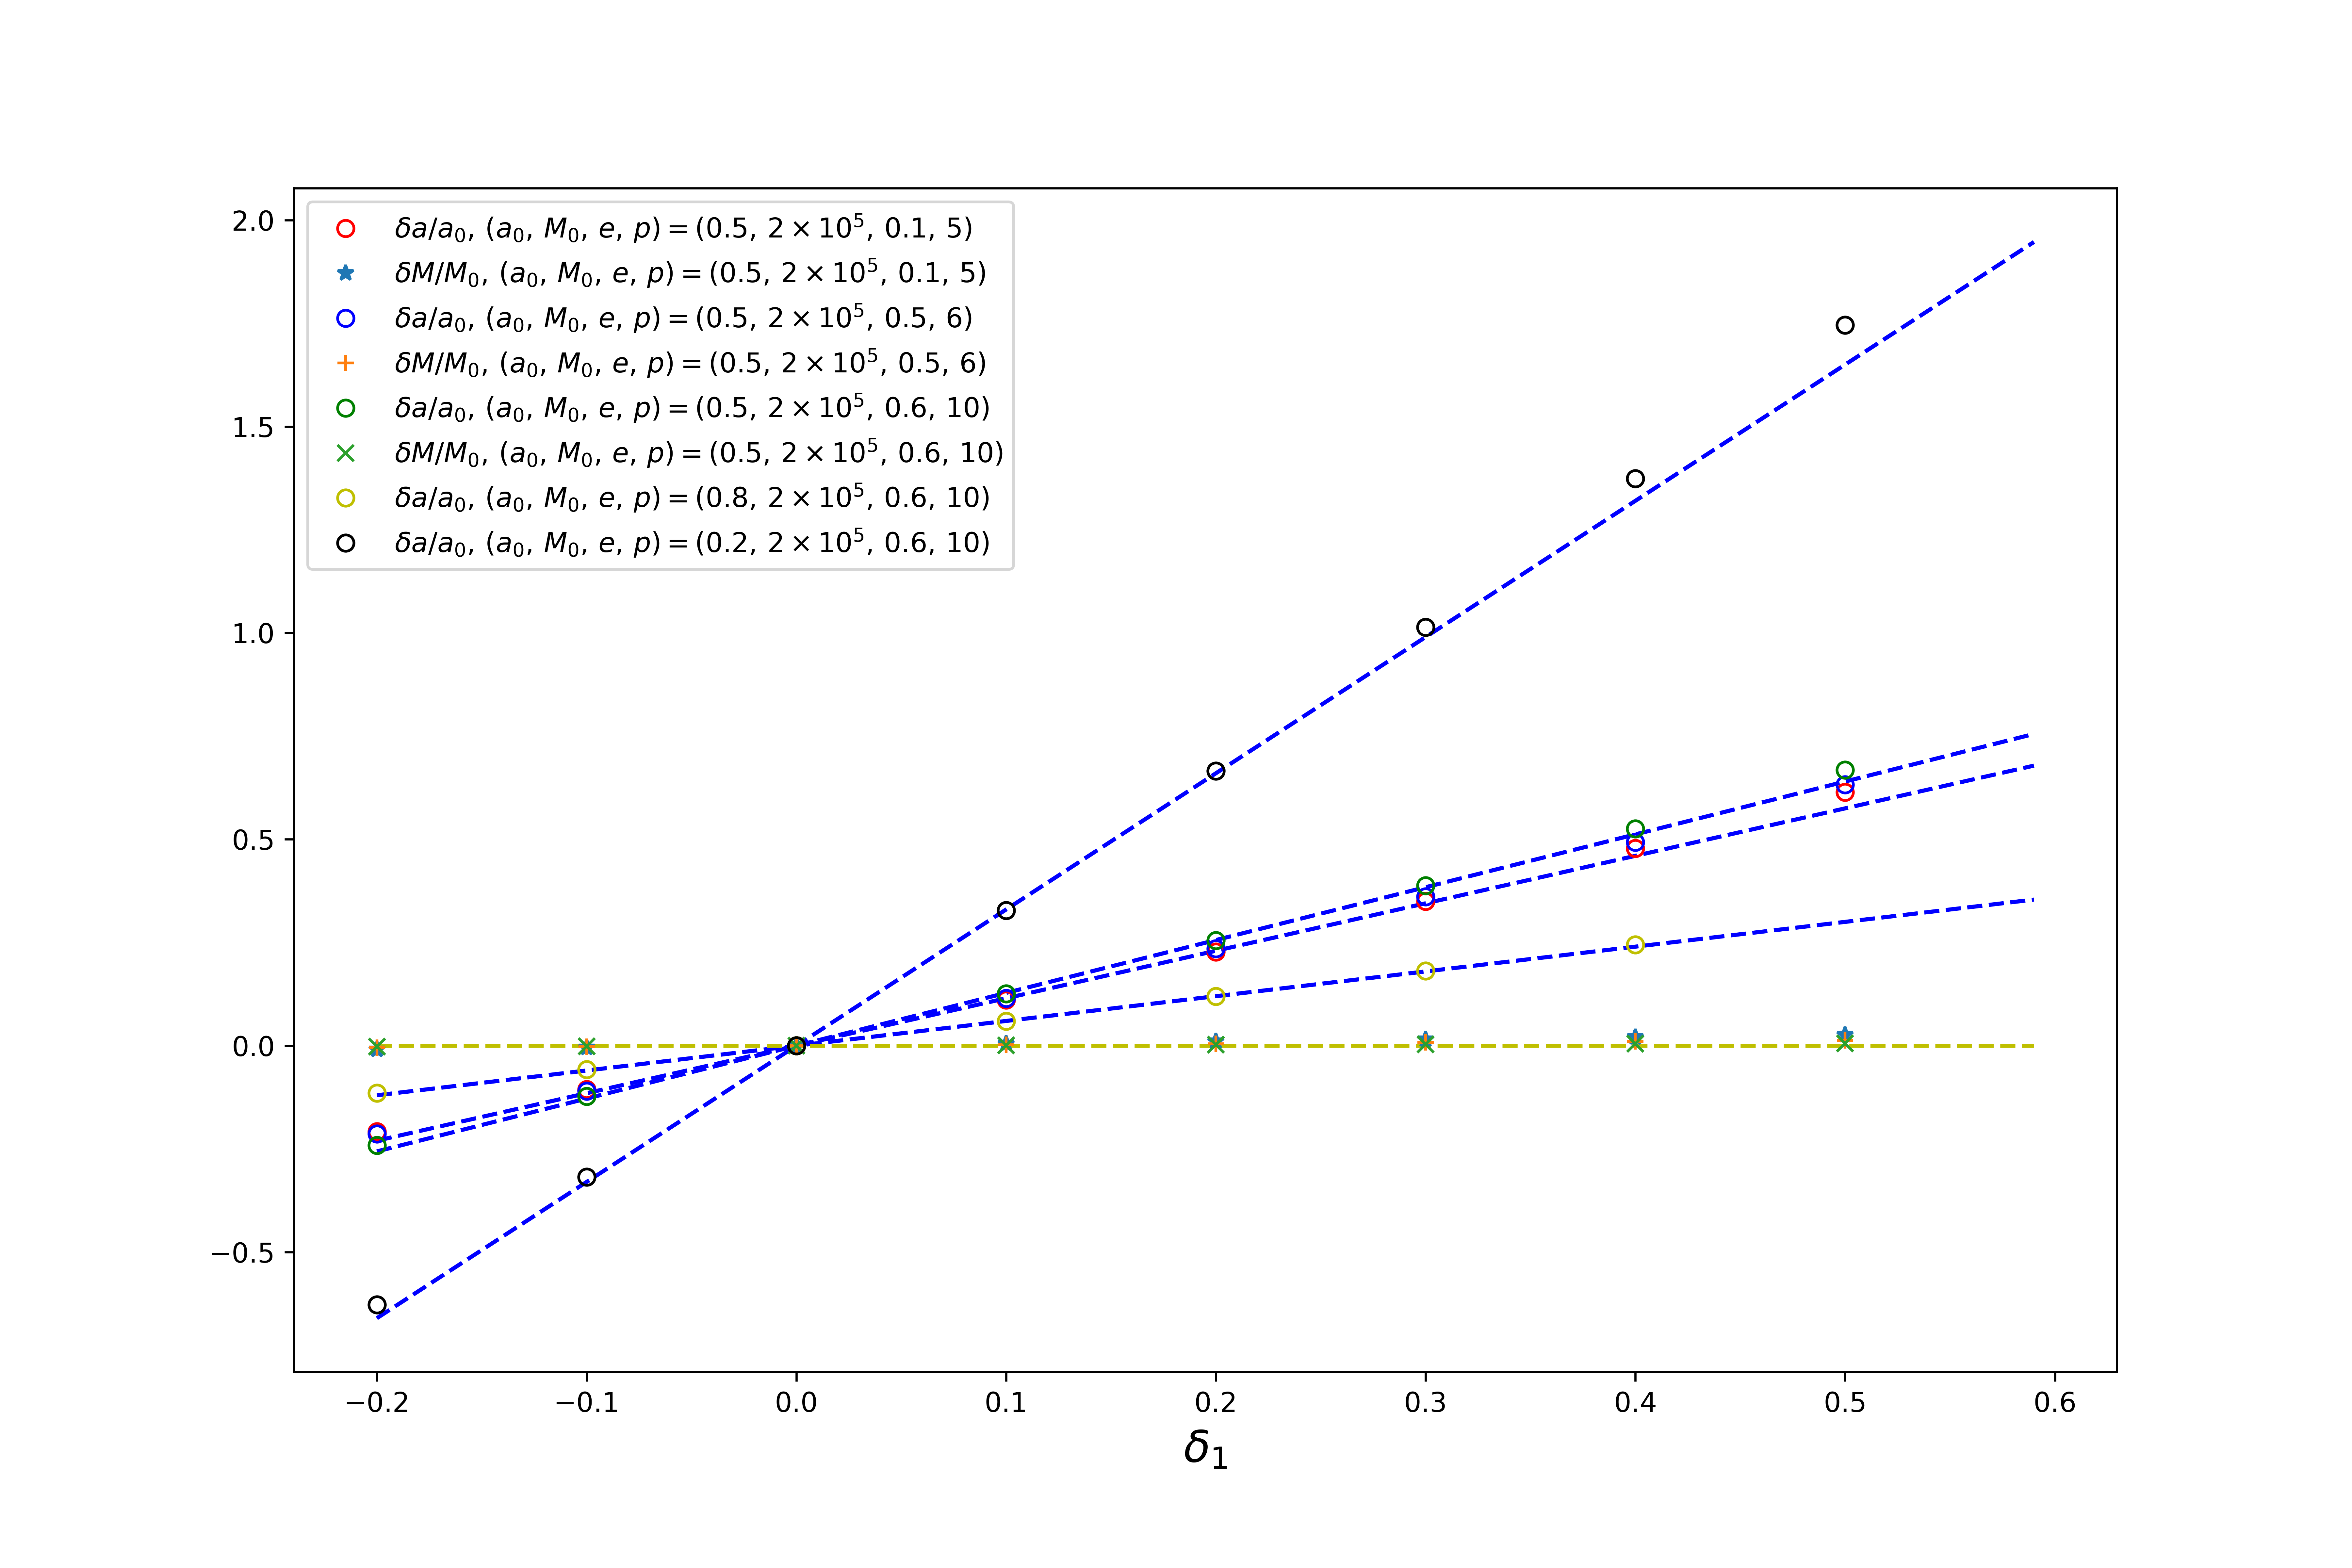 2.0
1.5
1.0
0.5
0.0
−0.5
δa/a₀, (a₀, M₀, e, p) = (0.5, 2 × 10⁵, 0.1, 5)
δM/M₀, (a₀, M₀, e, p) = (0.5, 2 × 10⁵, 0.1, 5)
δa/a₀, (a₀, M₀, e, p) = (0.5, 2 × 10⁵, 0.5, 6)
δM/M₀, (a₀, M₀, e, p) = (0.5, 2 × 10⁵, 0.5, 6)
δa/a₀, (a₀, M₀, e, p) = (0.5, 2 × 10⁵, 0.6, 10)
δM/M₀, (a₀, M₀, e, p) = (0.5, 2 × 10⁵, 0.6, 10)
δa/a₀, (a₀, M₀, e, p) = (0.8, 2 × 10⁵, 0.6, 10)
δa/a₀, (a₀, M₀, e, p) = (0.2, 2 × 10⁵, 0.6, 10)
−0.2 −0.1 0.0 0.1 0.2 0.3 0.4 0.5 0.6
δ₁